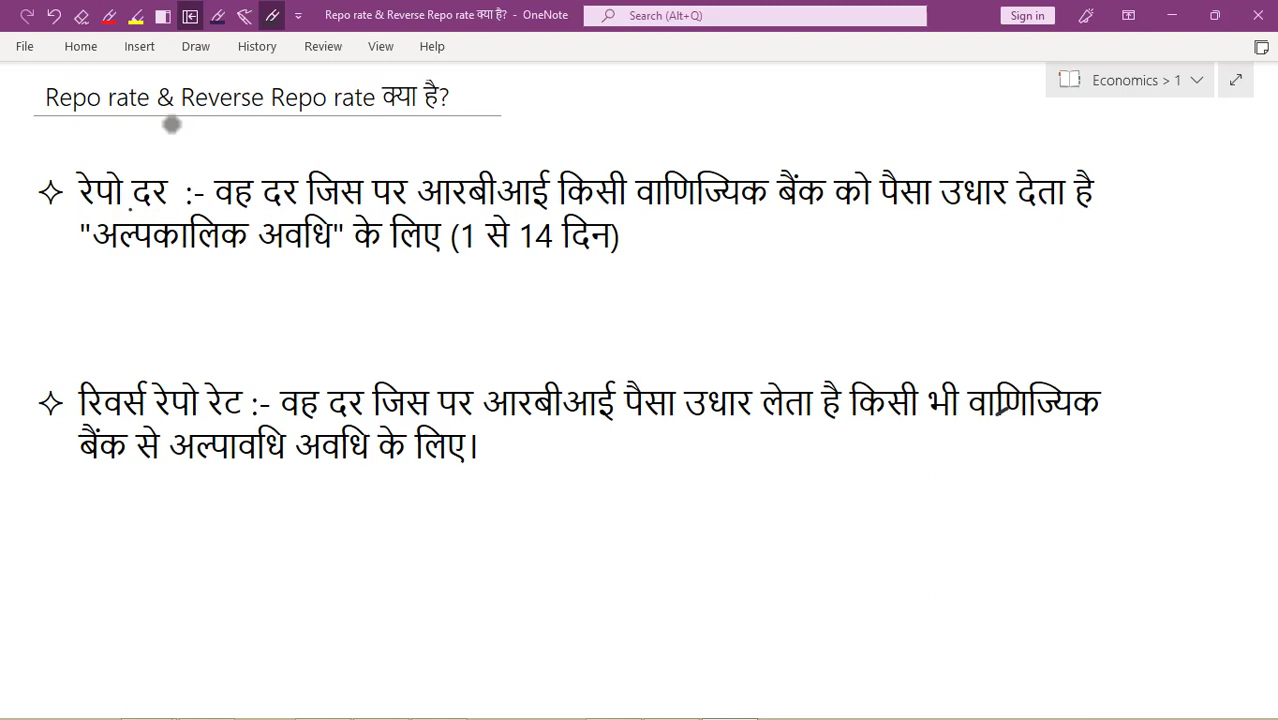 Repo rate & Reverse Repo rate क्या है? - OneNote
Search (Alt+Q)
Sign in
File Home Insert Draw History Review View Help
Economics > 1
Repo rate & Reverse Repo rate क्या है?
रेपो दर :- वह दर जिस पर आरबीआई किसी वाणिज्यिक बैंक को पैसा उधार देता है
"अल्पकालिक अवधि" के लिए (1 से 14 दिन)
रिवर्स रेपो रेट :- वह दर जिस पर आरबीआई पैसा उधार लेता है किसी भी वाणिज्यिक
बैंक से अल्पावधि अवधि के लिए।